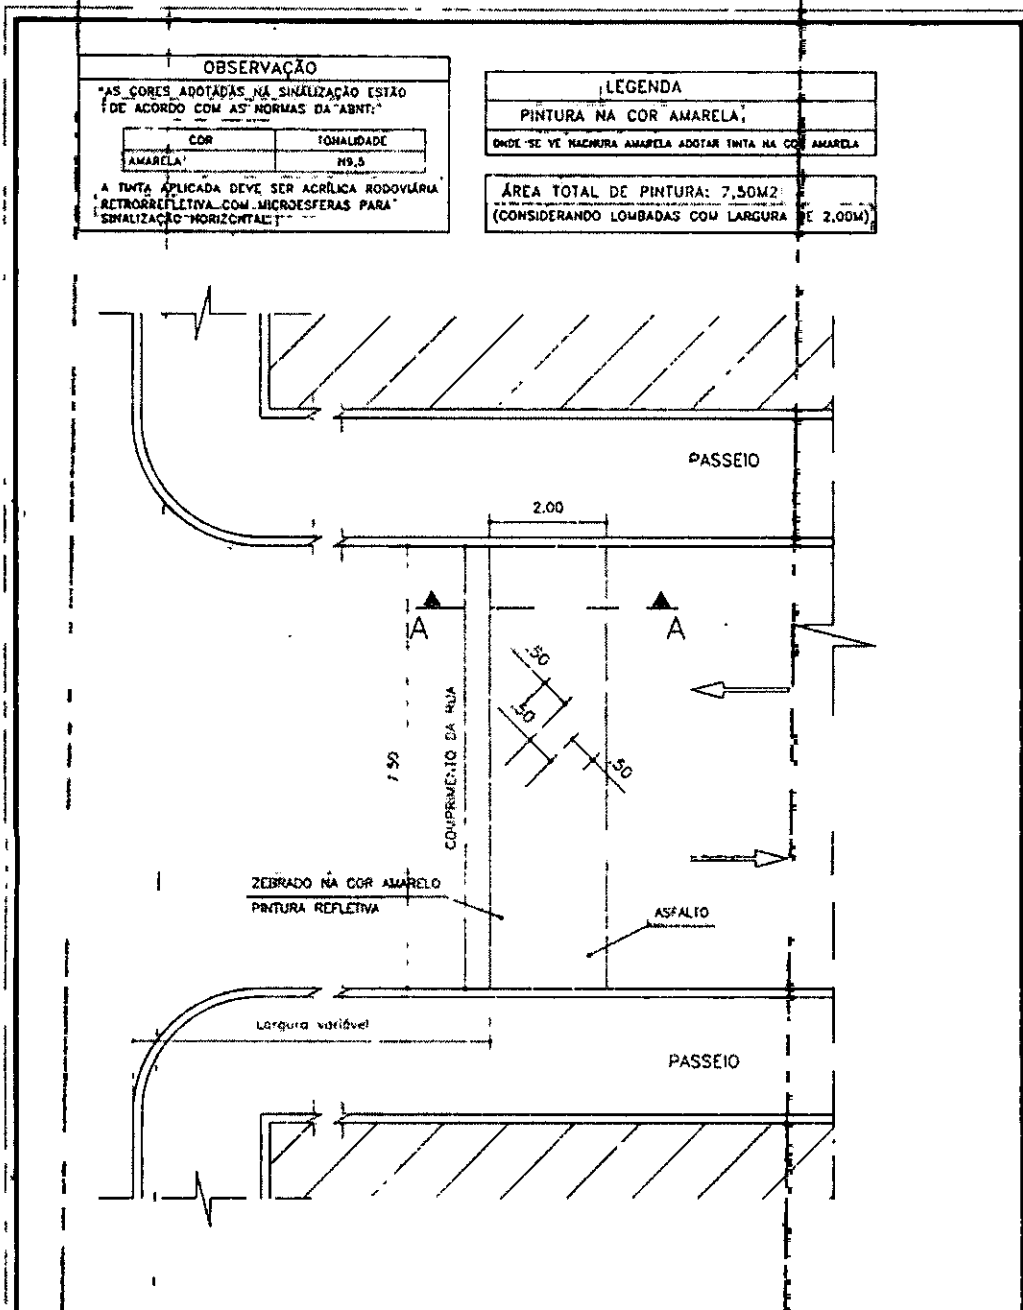 OBSERVAÇÃO
"AS CORES ADOTADAS NA SINALIZAÇÃO ESTÃO
DE ACORDO COM AS NORMAS DA "ABNT:"
COR TONALIDADE
AMARELA N9,5
A TINTA APLICADA DEVE SER ACRÍLICA RODOVIÁRIA
RETRORREFLETIVA COM MICROESFERAS PARA
SINALIZAÇÃO HORIZONTAL
LEGENDA
PINTURA NA COR AMARELA
ONDE SE VÊ HACHURA AMARELA ADOTAR TINTA NA COR AMARELA
ÁREA TOTAL DE PINTURA: 7,50M2
(CONSIDERANDO LOMBADAS COM LARGURA DE 2,00M)
PASSEIO
2.00
A A
.50
.50
.50
7.50
COMPRIMENTO DA RUA
ZEBRADO NA COR AMARELO
PINTURA REFLETIVA
ASFALTO
Largura variável
PASSEIO